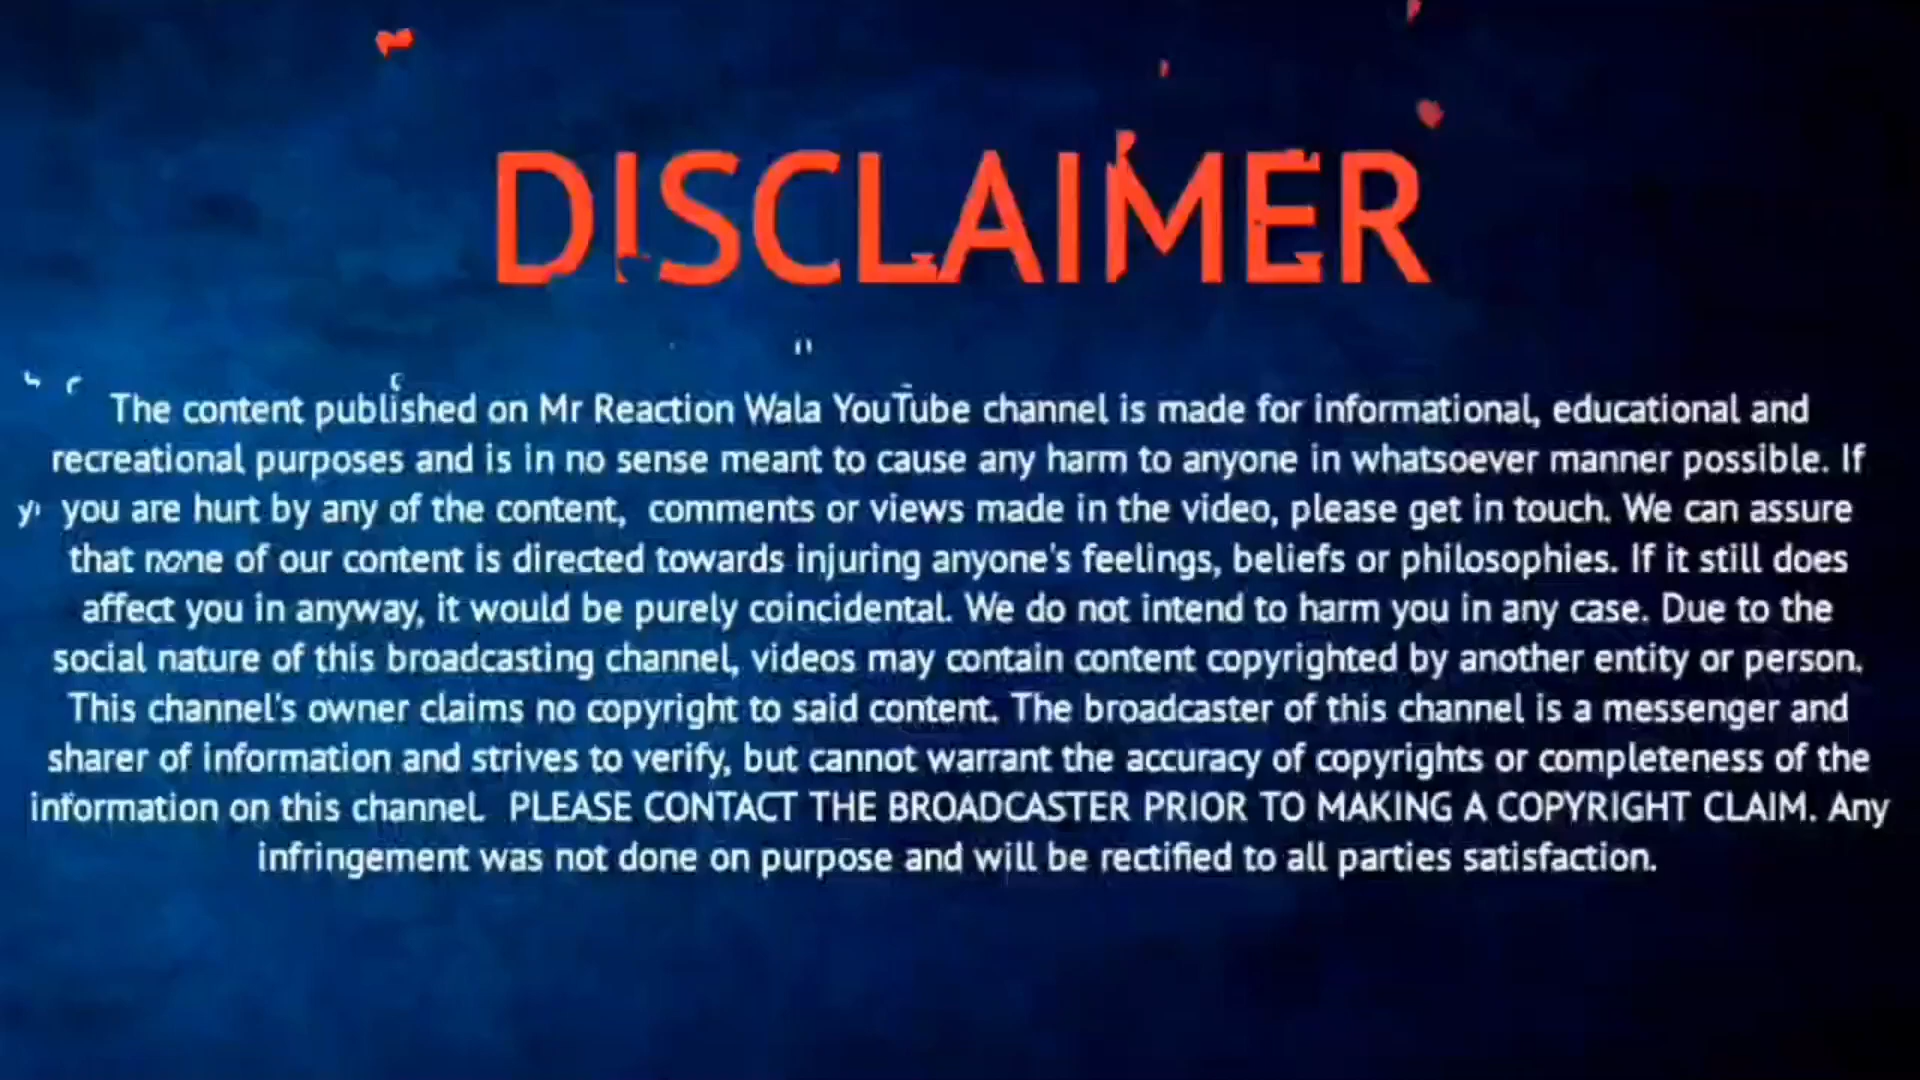 DISCLAIMER
The content published on Mr Reaction Wala YouTube channel is made for informational, educational and
recreational purposes and is in no sense meant to cause any harm to anyone in whatsoever manner possible. If
you are hurt by any of the content, comments or views made in the video, please get in touch. We can assure
that none of our content is directed towards injuring anyone's feelings, beliefs or philosophies. If it still does
affect you in anyway, it would be purely coincidental. We do not intend to harm you in any case. Due to the
social nature of this broadcasting channel, videos may contain content copyrighted by another entity or person.
This channel's owner claims no copyright to said content. The broadcaster of this channel is a messenger and
sharer of information and strives to verify, but cannot warrant the accuracy of copyrights or completeness of the
information on this channel. PLEASE CONTACT THE BROADCASTER PRIOR TO MAKING A COPYRIGHT CLAIM. Any
infringement was not done on purpose and will be rectified to all parties satisfaction.